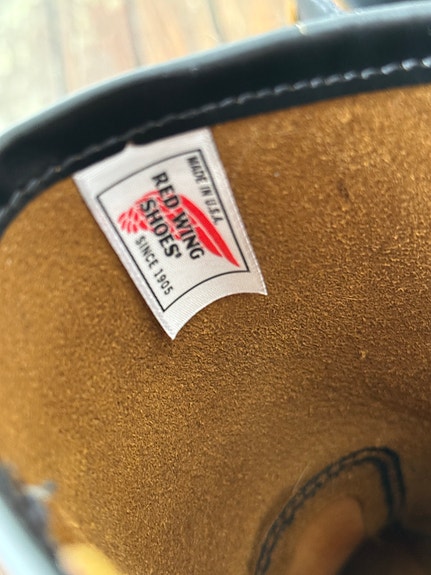 MADE IN U.S.A.
RED WING
SHOES®
SINCE 1905